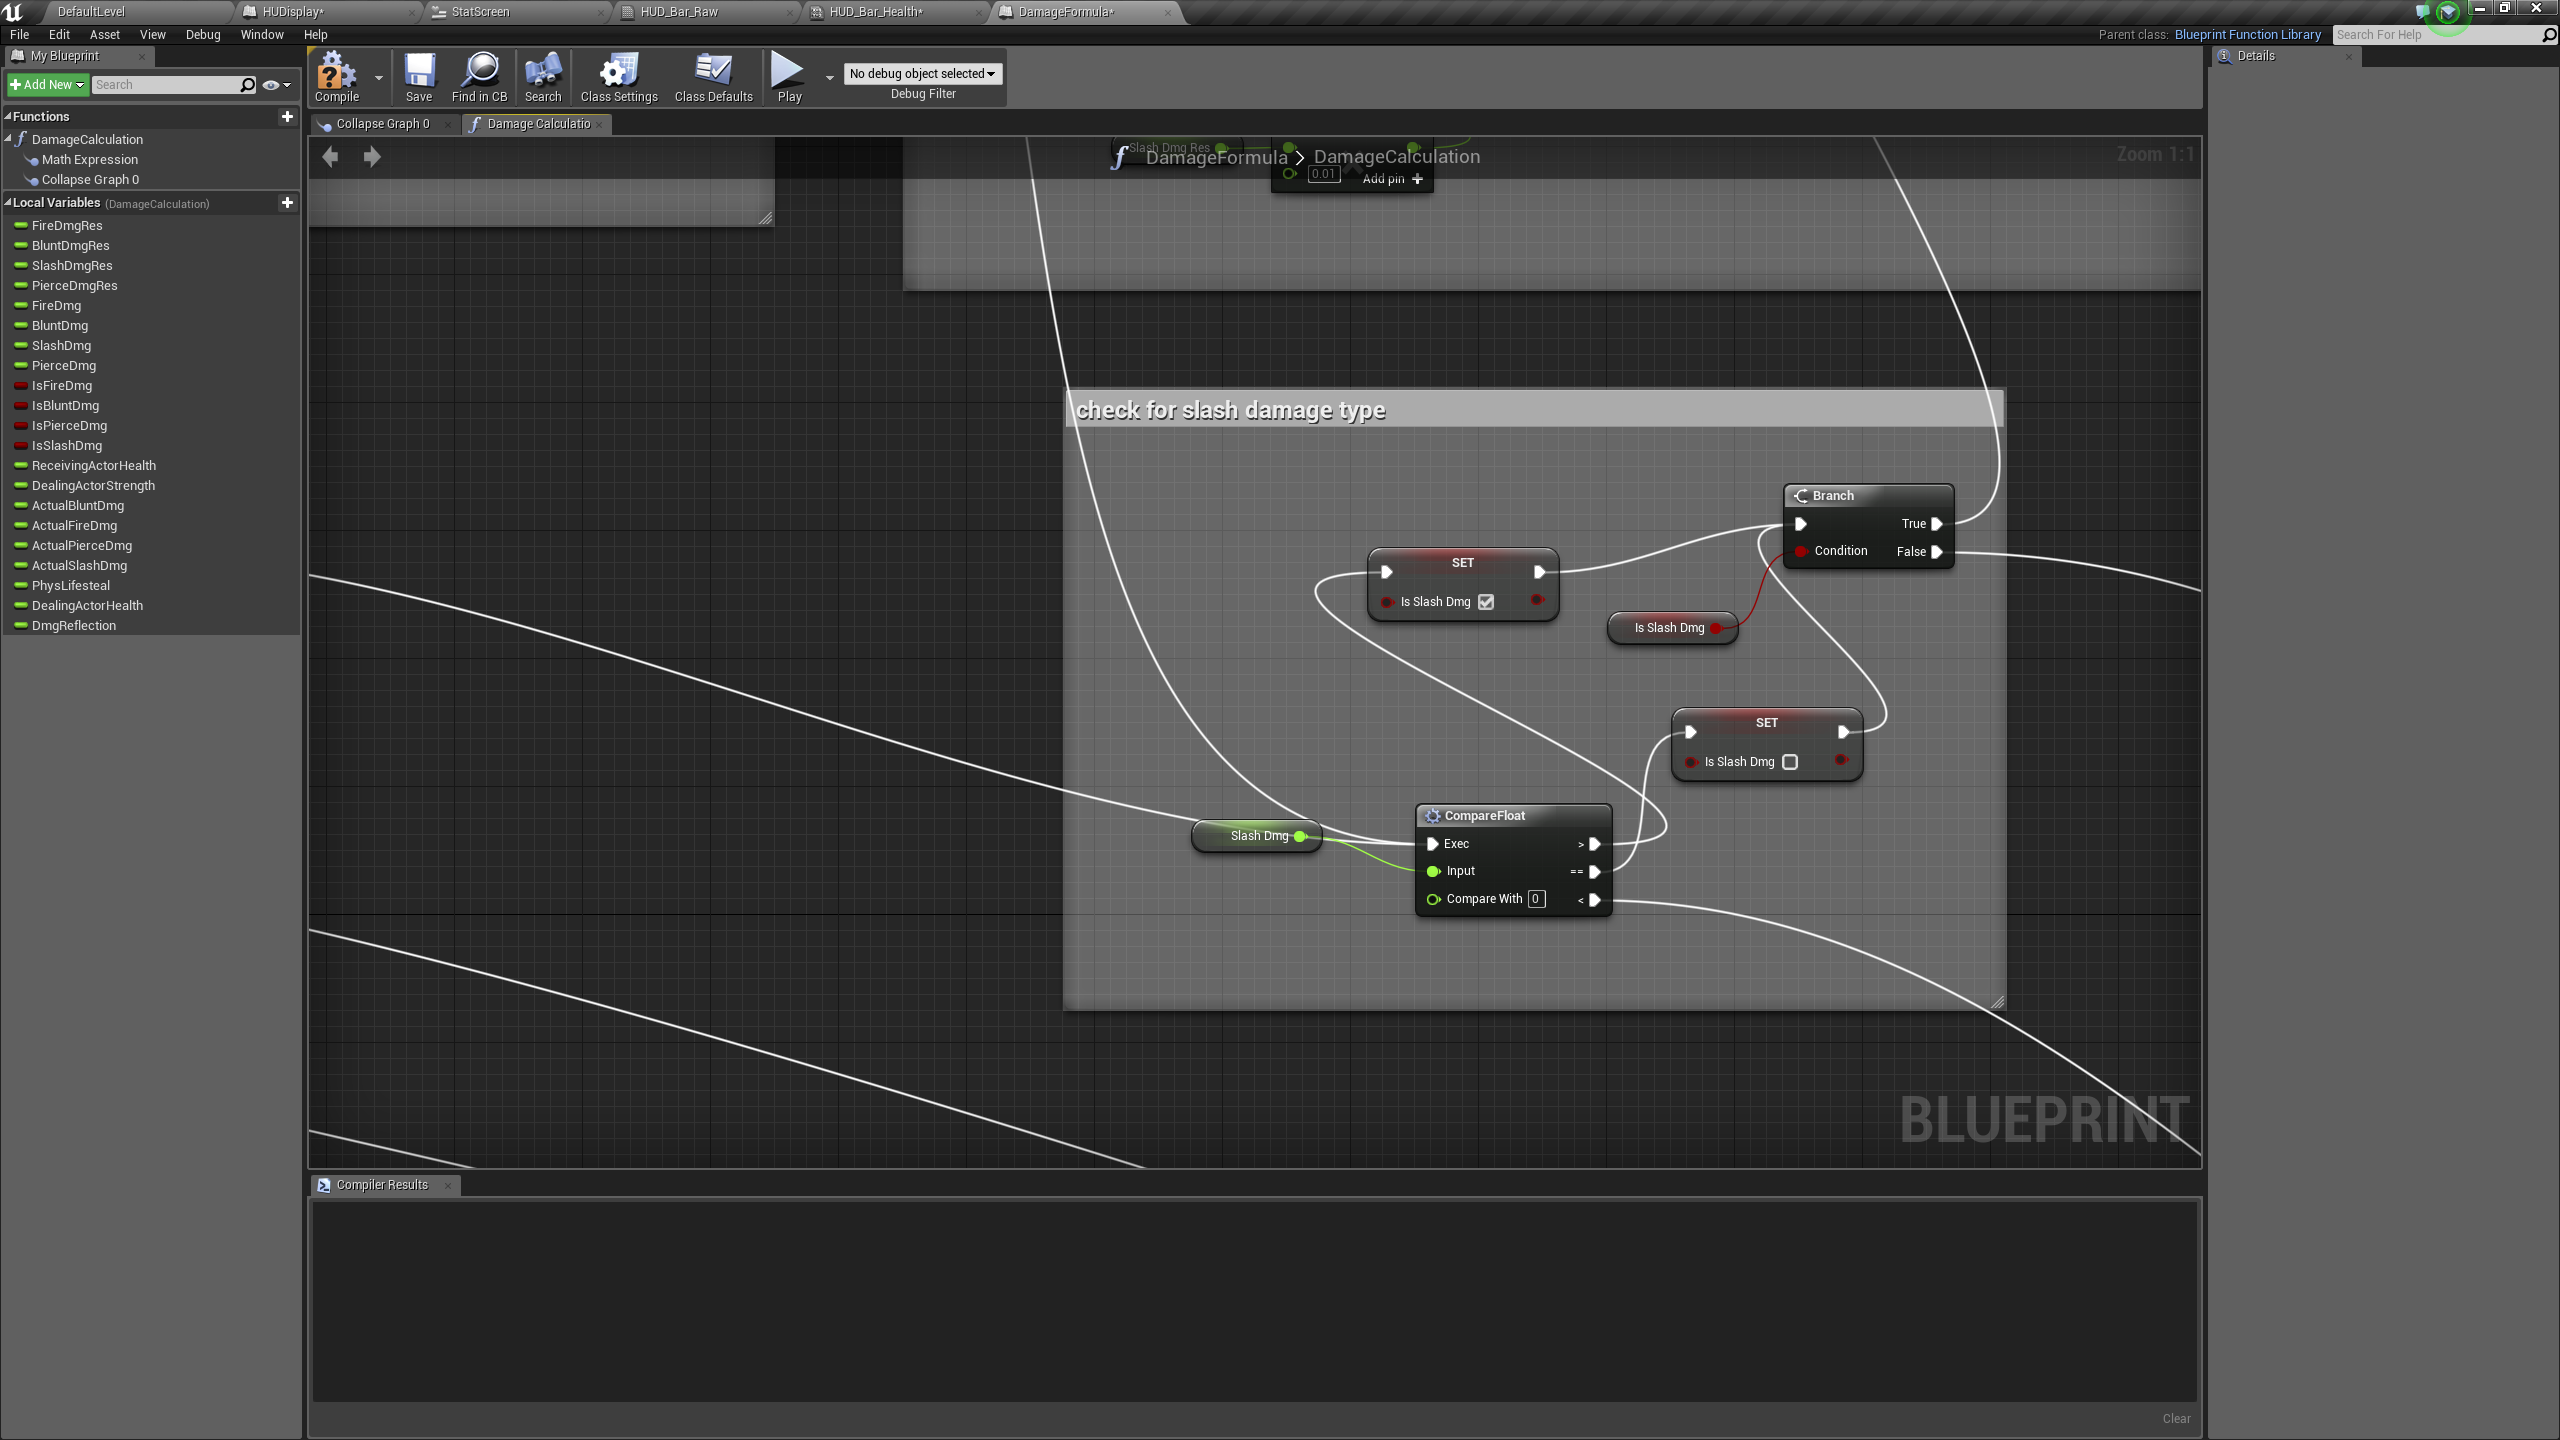 DefaultLevel
HUDisplay*
StatScreen
HUD_Bar_Raw
HUD_Bar_Health*
DamageFormula*
File Edit Asset View Debug Window Help
Parent class: Blueprint Function Library
Search For Help
My Blueprint
Details
Add New
Search
Compile
Save
Find in CB
Search
Class Settings
Class Defaults
Play
No debug object selected
Debug Filter
Functions
DamageCalculation
Math Expression
Collapse Graph 0
Local Variables (DamageCalculation)
FireDmgRes
BluntDmgRes
SlashDmgRes
PierceDmgRes
FireDmg
BluntDmg
SlashDmg
PierceDmg
IsFireDmg
IsBluntDmg
IsPierceDmg
IsSlashDmg
ReceivingActorHealth
DealingActorStrength
ActualBluntDmg
ActualFireDmg
ActualPierceDmg
ActualSlashDmg
PhysLifesteal
DealingActorHealth
DmgReflection
Collapse Graph 0
Damage Calculatio
DamageFormula > DamageCalculation
Zoom 1:1
Slash Dmg Res
0.01
Add pin +
check for slash damage type
Branch
True
Condition
False
SET
Is Slash Dmg
Is Slash Dmg
SET
Is Slash Dmg
Slash Dmg
CompareFloat
Exec >
Input ==
Compare With 0 <
BLUEPRINT
Compiler Results
Clear